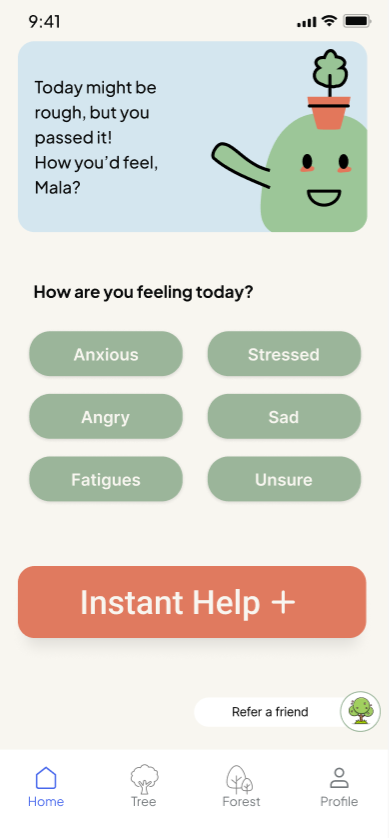 9:41
Today might be
rough, but you
passed it!
How you'd feel,
Mala?
How are you feeling today?
Anxious
Stressed
Angry
Sad
Fatigues
Unsure
Instant Help +
Refer a friend
Home
Tree
Forest
Profile